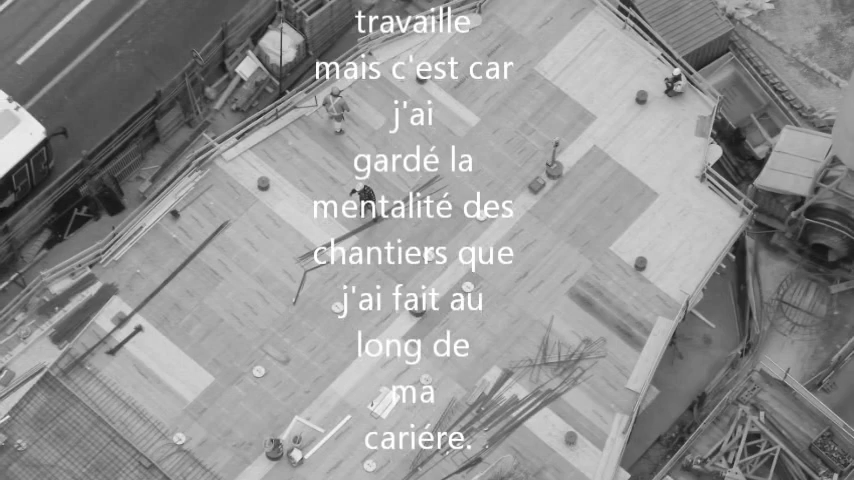 travaille
mais c'est car
j'ai
gardé la
mentalité des
chantiers que
j'ai fait au
long de
ma
cariére.